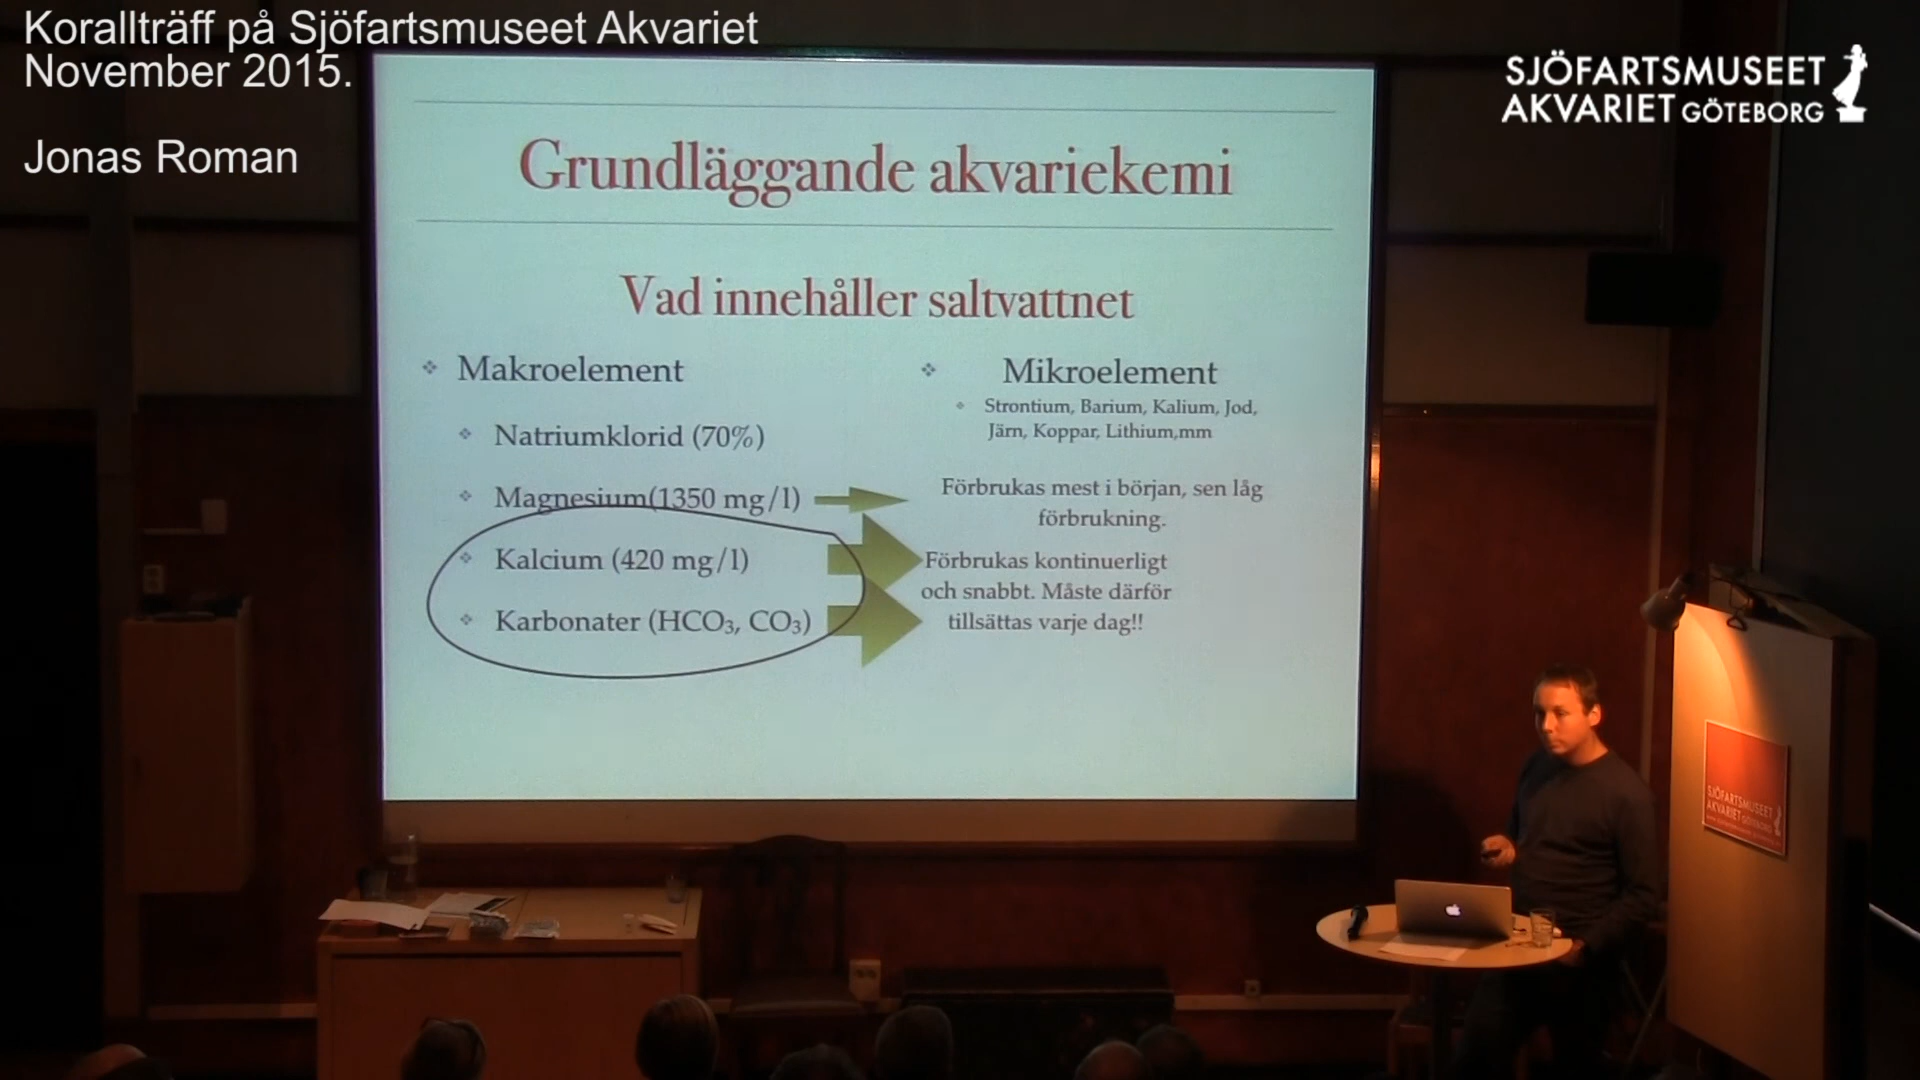 Korallträff på Sjöfartsmuseet Akvariet
November 2015.
Jonas Roman
SJÖFARTSMUSEET
AKVARIET GÖTEBORG
Grundläggande akvariekemi
Vad innehåller saltvattnet
Makroelement
Natriumklorid (70%)
Magnesium(1350 mg/l)
Kalcium (420 mg/l)
Karbonater (HCO₃, CO₃)
Mikroelement
Strontium, Barium, Kalium, Jod,
Järn, Koppar, Lithium,mm
Förbrukas mest i början, sen låg
förbrukning.
Förbrukas kontinuerligt
och snabbt. Måste därför
tillsättas varje dag!!
SJÖFARTSMUSEET
AKVARIET GÖTEBORG